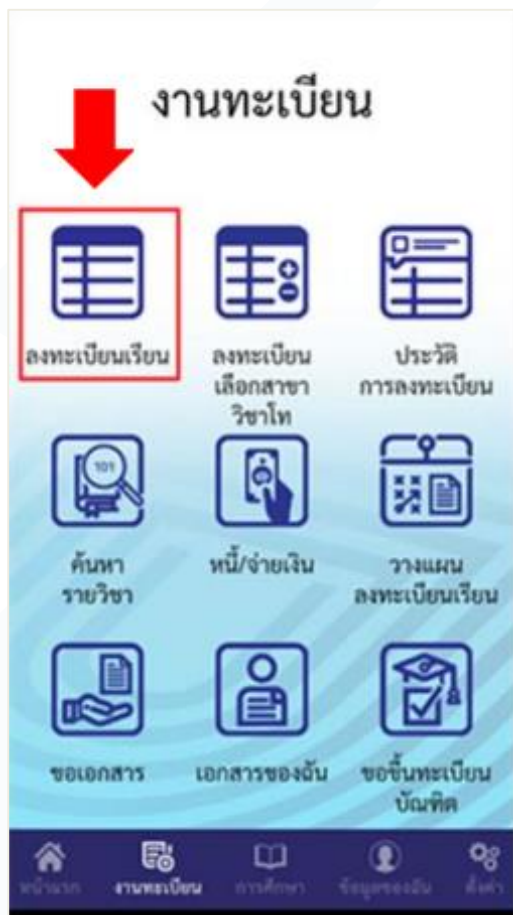 งานทะเบียน
ลงทะเบียนเรียน
ลงทะเบียน
เลือกสาขา
วิชาโท
ประวัติ
การลงทะเบียน
101
ค้นหา
รายวิชา
หนี้/จ่ายเงิน
วางแผน
ลงทะเบียนเรียน
ขอเอกสาร
เอกสารของฉัน
ขอขึ้นทะเบียน
บัณฑิต
หน้าแรก งานทะเบียน การศึกษา ข้อมูลของฉัน ตั้งค่า